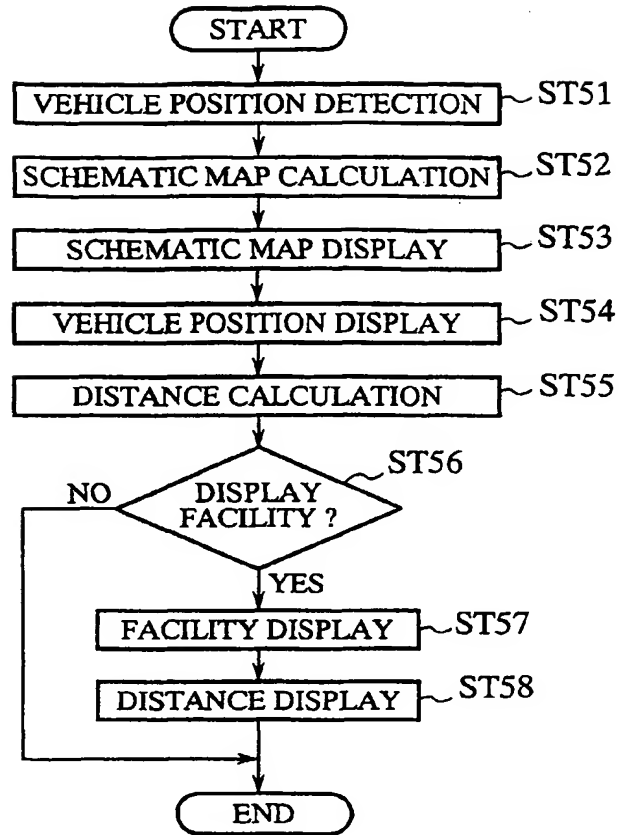 START
VEHICLE POSITION DETECTION
ST51
SCHEMATIC MAP CALCULATION
ST52
SCHEMATIC MAP DISPLAY
ST53
VEHICLE POSITION DISPLAY
ST54
DISTANCE CALCULATION
ST55
ST56
NO
DISPLAY
FACILITY ?
YES
FACILITY DISPLAY
ST57
DISTANCE DISPLAY
ST58
END